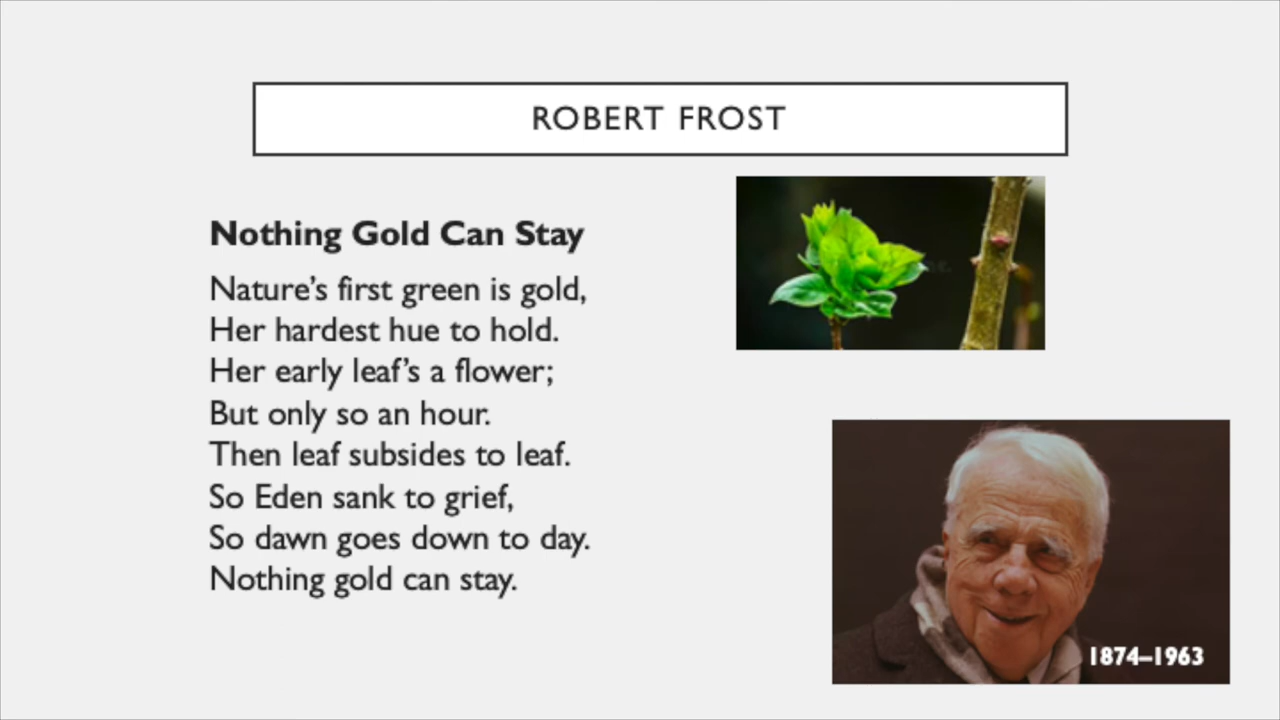 ROBERT FROST
Nothing Gold Can Stay
Nature’s first green is gold,
Her hardest hue to hold.
Her early leaf’s a flower;
But only so an hour.
Then leaf subsides to leaf.
So Eden sank to grief,
So dawn goes down to day.
Nothing gold can stay.
1874–1963